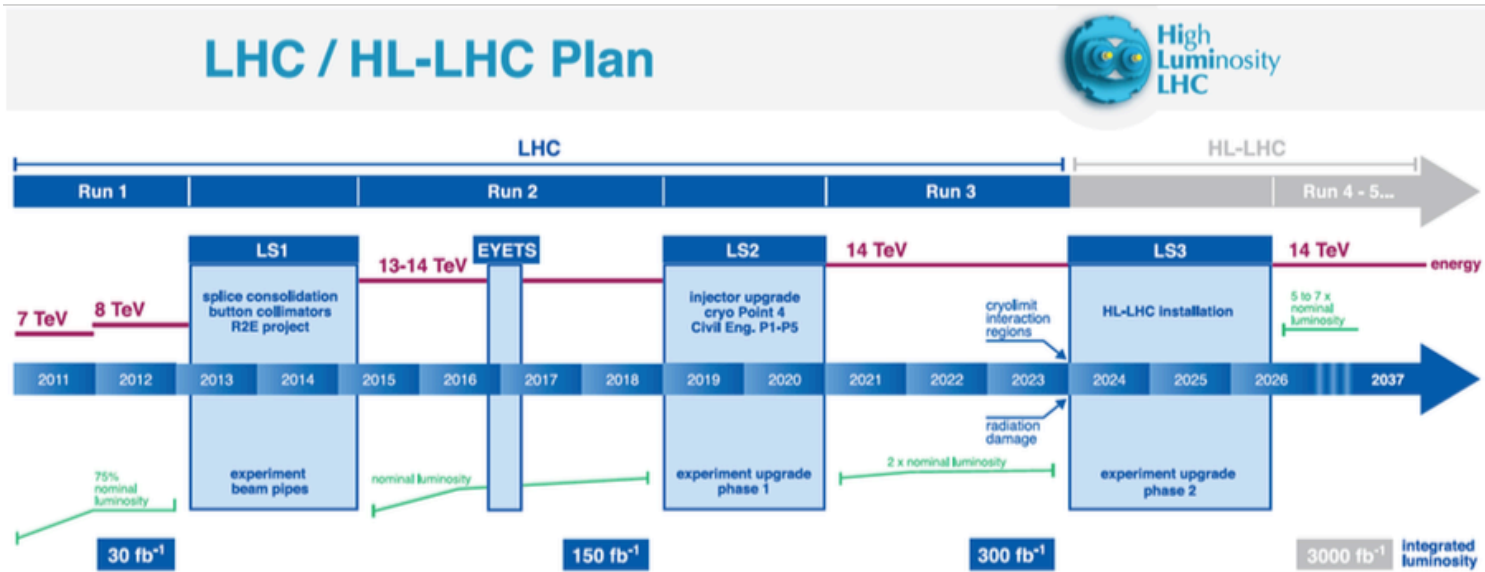 LHC / HL-LHC Plan
High
Luminosity
LHC
LHC
HL-LHC
Run 1
Run 2
Run 3
Run 4 - 5...
LS1
EYETS
LS2
LS3
13-14 TeV
14 TeV
14 TeV
energy
7 TeV
8 TeV
splice consolidation
button collimators
R2E project
injector upgrade
cryo Point 4
Civil Eng. P1-P5
cryolimit
interaction
regions
HL-LHC installation
5 to 7 x
nominal
luminosity
2011 2012 2013 2014 2015 2016 2017 2018 2019 2020 2021 2022 2023 2024 2025 2026 2037
radiation
damage
75%
nominal
luminosity
experiment
beam pipes
nominal luminosity
experiment upgrade
phase 1
2 x nominal luminosity
experiment upgrade
phase 2
30 fb⁻¹
150 fb⁻¹
300 fb⁻¹
3000 fb⁻¹
integrated
luminosity